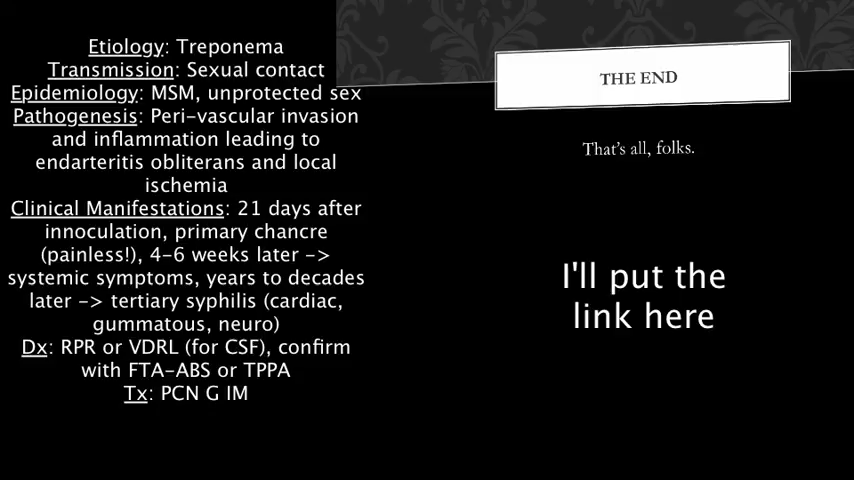 Etiology: Treponema
Transmission: Sexual contact
Epidemiology: MSM, unprotected sex
Pathogenesis: Peri-vascular invasion
and inflammation leading to
endarteritis obliterans and local
ischemia
Clinical Manifestations: 21 days after
innoculation, primary chancre
(painless!), 4-6 weeks later ->
systemic symptoms, years to decades
later -> tertiary syphilis (cardiac,
gummatous, neuro)
Dx: RPR or VDRL (for CSF), confirm
with FTA-ABS or TPPA
Tx: PCN G IM
THE END
That's all, folks.
I'll put the
link here